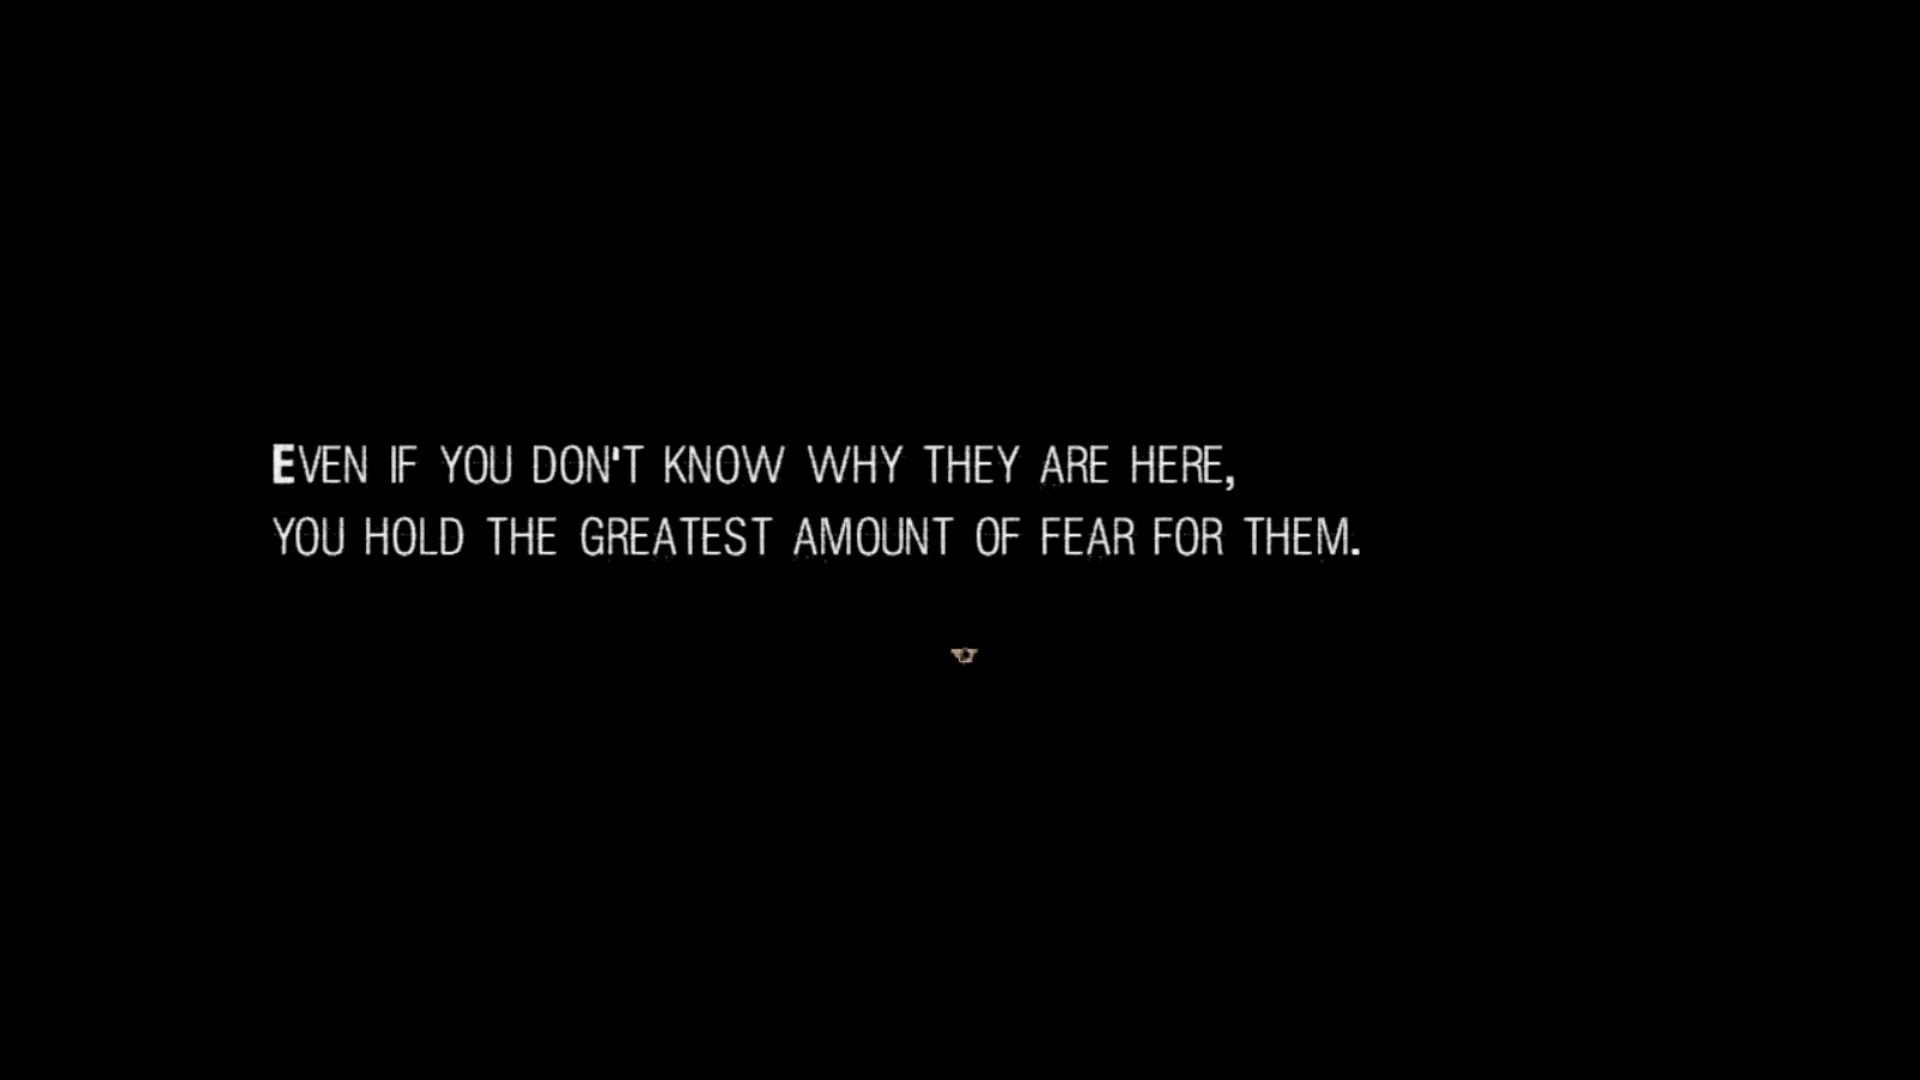 EVEN IF YOU DON'T KNOW WHY THEY ARE HERE,
YOU HOLD THE GREATEST AMOUNT OF FEAR FOR THEM.